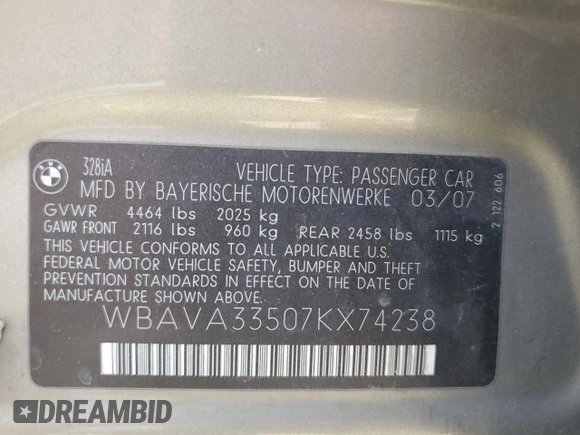 BMW
328iA
VEHICLE TYPE: PASSENGER CAR
MFD BY BAYERISCHE MOTORENWERKE 03/07
GVWR 4464 lbs 2025 kg
GAWR FRONT 2116 lbs 960 kg REAR 2458 lbs 1115 kg
THIS VEHICLE CONFORMS TO ALL APPLICABLE U.S.
FEDERAL MOTOR VEHICLE SAFETY, BUMPER AND THEFT
PREVENTION STANDARDS IN EFFECT ON THE DATE
OF MANUFACTURE SHOWN ABOVE.
WBAVA33507KX74238
2 122 606
DREAMBID